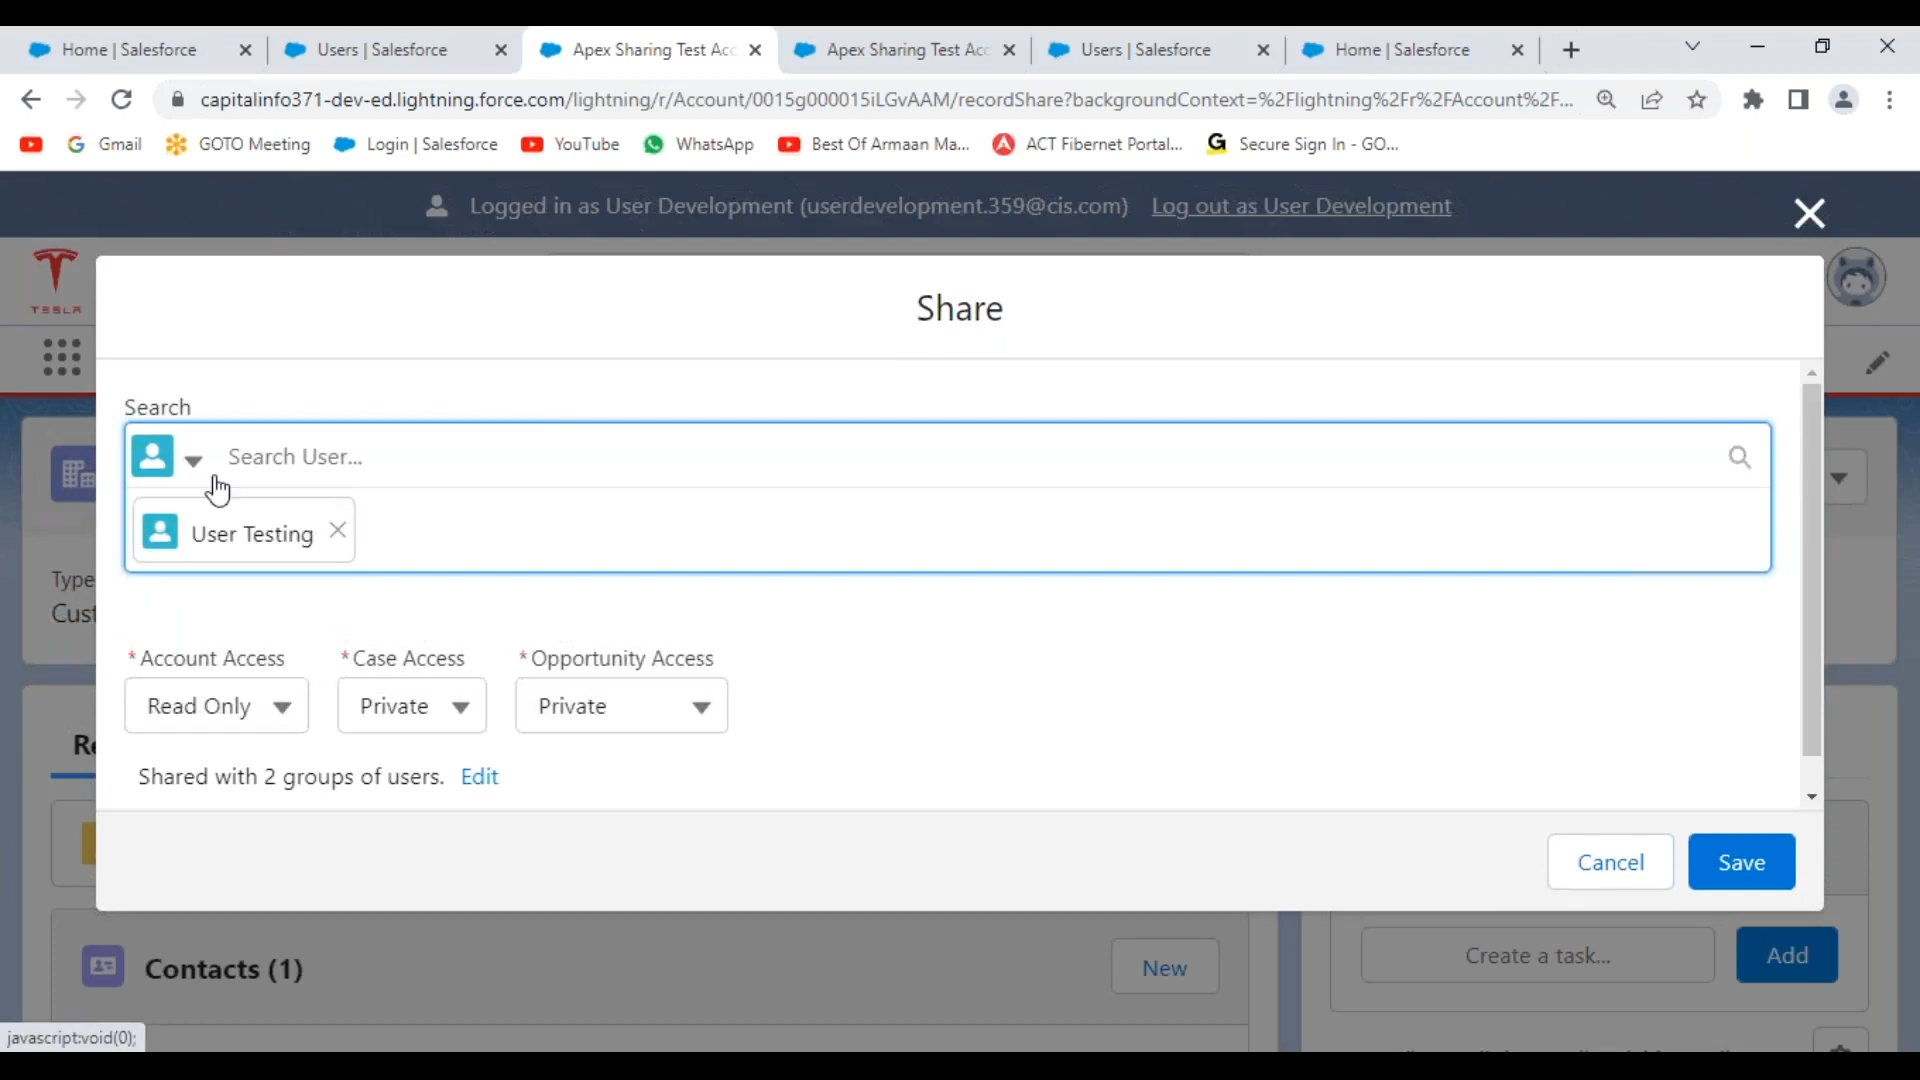 Home | Salesforce
Users | Salesforce
Apex Sharing Test Acc
Apex Sharing Test Acc
Users | Salesforce
Home | Salesforce
capitalinfo371-dev-ed.lightning.force.com/lightning/r/Account/0015g000015iLGvAAM/recordShare?backgroundContext=%2Flightning%2Fr%2FAccount%2F...
Gmail
GOTO Meeting
Login | Salesforce
YouTube
WhatsApp
Best Of Armaan Ma...
ACT Fibernet Portal...
Secure Sign In - GO...
Logged in as User Development (userdevelopment.359@cis.com) Log out as User Development
TESLA
Share
Search
Search User...
User Testing
Type
Cust
*Account Access
*Case Access
*Opportunity Access
Read Only
Private
Private
Re
Shared with 2 groups of users. Edit
Cancel
Save
Contacts (1)
New
Create a task...
Add
javascript:void(0);